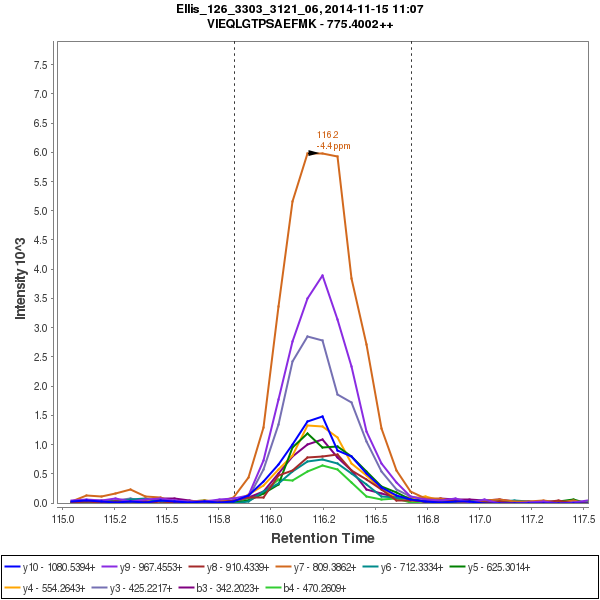 Ellis_126_3303_3121_06, 2014-11-15 11:07
VIEQLGTPSAEFMK - 775.4002++
116.2
-4.4 ppm
7.5
7.0
6.5
6.0
5.5
5.0
4.5
4.0
3.5
3.0
2.5
2.0
1.5
1.0
0.5
0.0
Intensity 10^3
115.0 115.2 115.5 115.8 116.0 116.2 116.5 116.8 117.0 117.2 117.5
Retention Time
y10 - 1080.5394+ y9 - 967.4553+ y8 - 910.4339+ y7 - 809.3862+ y6 - 712.3334+ y5 - 625.3014+
y4 - 554.2643+ y3 - 425.2217+ b3 - 342.2023+ b4 - 470.2609+